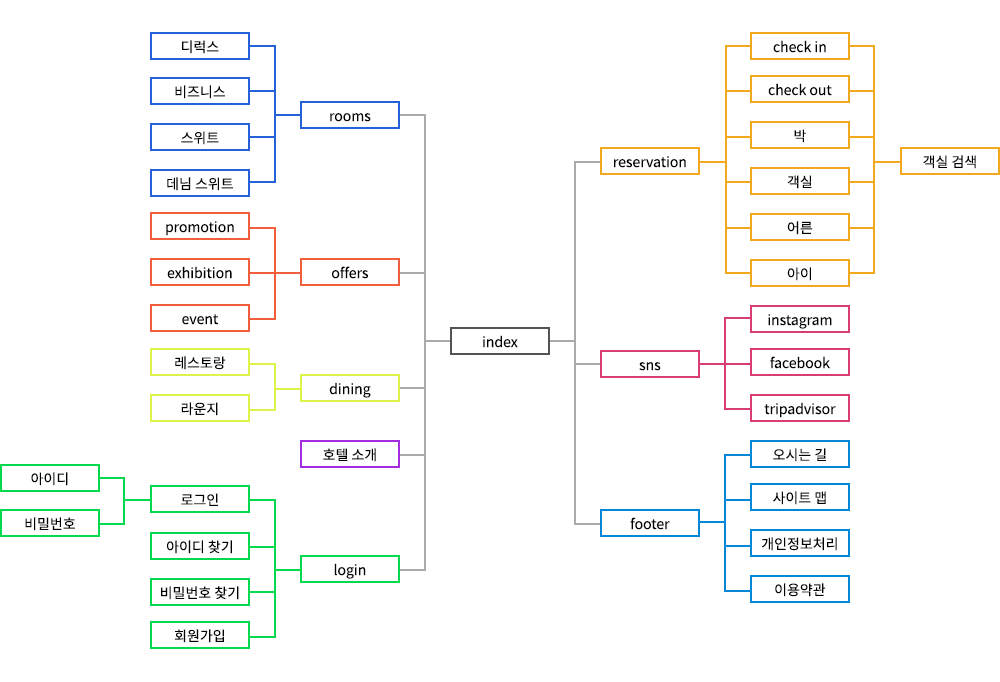 디럭스
비즈니스
스위트
데님 스위트
rooms
promotion
exhibition
event
offers
레스토랑
라운지
dining
호텔 소개
아이디
비밀번호
로그인
아이디 찾기
비밀번호 찾기
회원가입
login
index
reservation
check in
check out
박
객실
어른
아이
객실 검색
sns
instagram
facebook
tripadvisor
footer
오시는 길
사이트 맵
개인정보처리
이용약관